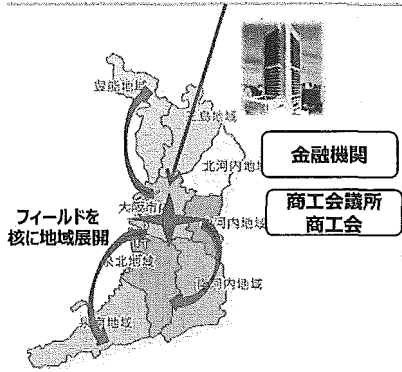 豊能地域
三島地域
北河内地域
金融機関
大阪市
商工会議所
商工会
フィールドを
核に地域展開
河内地域
泉北地域
南河内地域
泉南地域